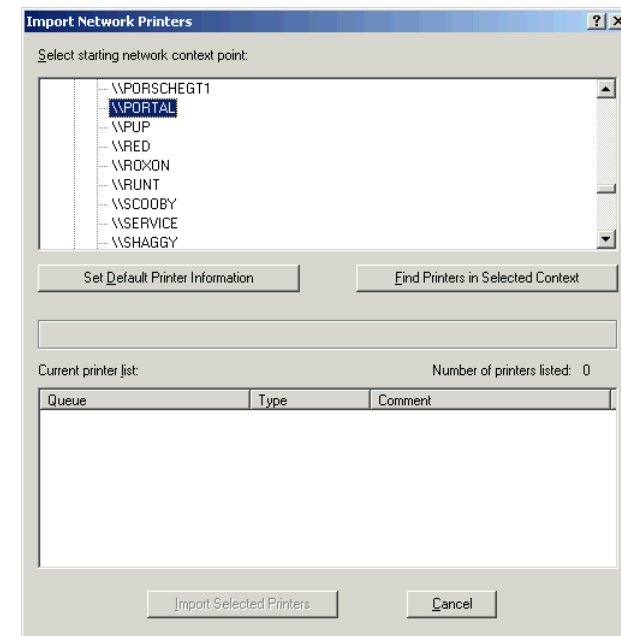 Import Network Printers
Select starting network context point:
\\PORSCHEGT1
\\PORTAL
\\PUP
\\RED
\\ROXON
\\RUNT
\\SCOOBY
\\SERVICE
\\SHAGGY
Set Default Printer Information Find Printers in Selected Context
Current printer list: Number of printers listed: 0
Queue Type Comment
Import Selected Printers Cancel